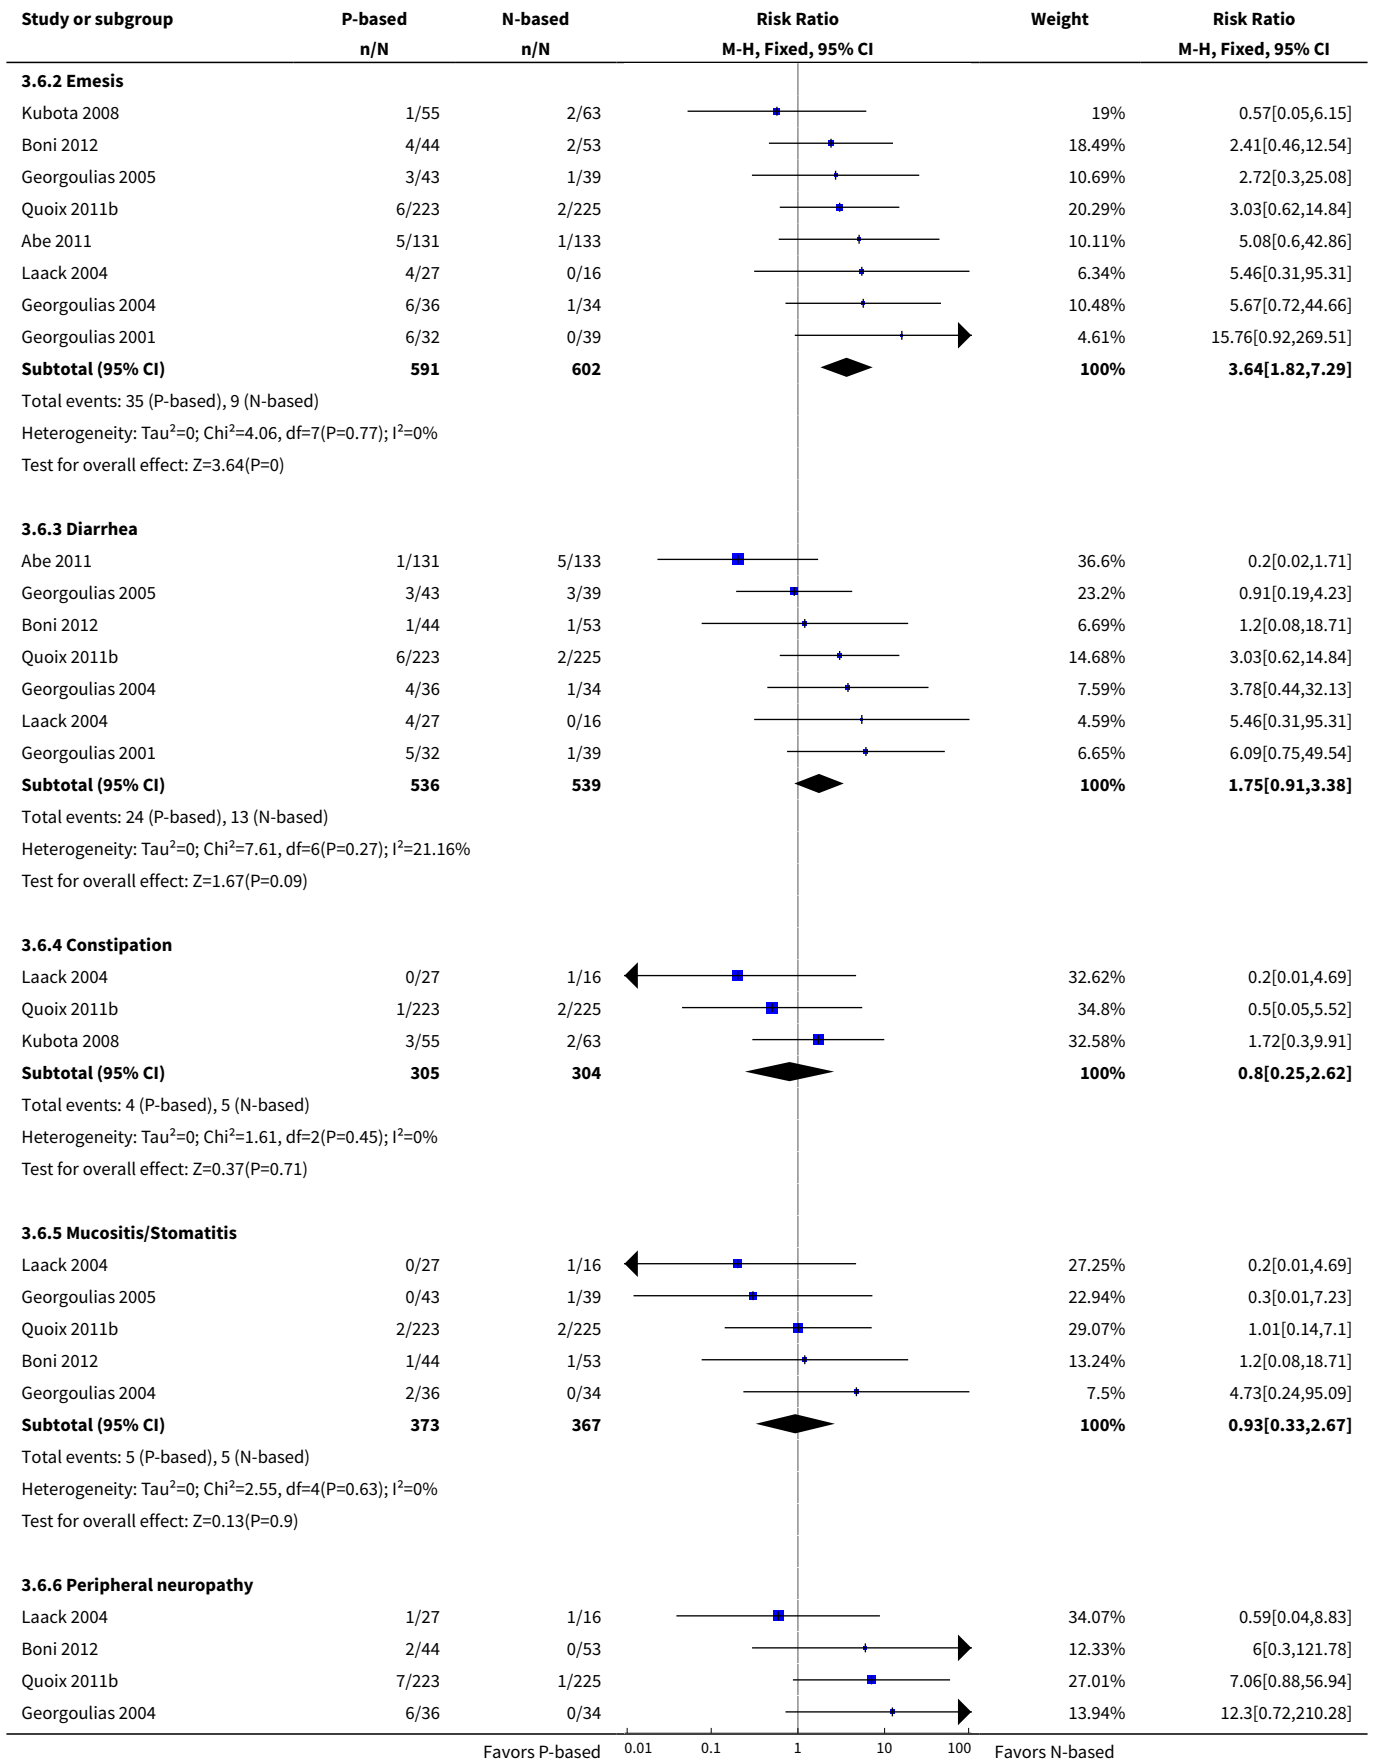 Study or subgroup P-based N-based Risk Ratio Weight Risk Ratio
n/N n/N M-H, Fixed, 95% CI M-H, Fixed, 95% CI
3.6.2 Emesis
Kubota 2008 1/55 2/63 19% 0.57[0.05,6.15]
Boni 2012 4/44 2/53 18.49% 2.41[0.46,12.54]
Georgoulias 2005 3/43 1/39 10.69% 2.72[0.3,25.08]
Quoix 2011b 6/223 2/225 20.29% 3.03[0.62,14.84]
Abe 2011 5/131 1/133 10.11% 5.08[0.6,42.86]
Laack 2004 4/27 0/16 6.34% 5.46[0.31,95.31]
Georgoulias 2004 6/36 1/34 10.48% 5.67[0.72,44.66]
Georgoulias 2001 6/32 0/39 4.61% 15.76[0.92,269.51]
Subtotal (95% CI) 591 602 100% 3.64[1.82,7.29]
Total events: 35 (P-based), 9 (N-based)
Heterogeneity: Tau²=0; Chi²=4.06, df=7(P=0.77); I²=0%
Test for overall effect: Z=3.64(P=0)
3.6.3 Diarrhea
Abe 2011 1/131 5/133 36.6% 0.2[0.02,1.71]
Georgoulias 2005 3/43 3/39 23.2% 0.91[0.19,4.23]
Boni 2012 1/44 1/53 6.69% 1.2[0.08,18.71]
Quoix 2011b 6/223 2/225 14.68% 3.03[0.62,14.84]
Georgoulias 2004 4/36 1/34 7.59% 3.78[0.44,32.13]
Laack 2004 4/27 0/16 4.59% 5.46[0.31,95.31]
Georgoulias 2001 5/32 1/39 6.65% 6.09[0.75,49.54]
Subtotal (95% CI) 536 539 100% 1.75[0.91,3.38]
Total events: 24 (P-based), 13 (N-based)
Heterogeneity: Tau²=0; Chi²=7.61, df=6(P=0.27); I²=21.16%
Test for overall effect: Z=1.67(P=0.09)
3.6.4 Constipation
Laack 2004 0/27 1/16 32.62% 0.2[0.01,4.69]
Quoix 2011b 1/223 2/225 34.8% 0.5[0.05,5.52]
Kubota 2008 3/55 2/63 32.58% 1.72[0.3,9.91]
Subtotal (95% CI) 305 304 100% 0.8[0.25,2.62]
Total events: 4 (P-based), 5 (N-based)
Heterogeneity: Tau²=0; Chi²=1.61, df=2(P=0.45); I²=0%
Test for overall effect: Z=0.37(P=0.71)
3.6.5 Mucositis/Stomatitis
Laack 2004 0/27 1/16 27.25% 0.2[0.01,4.69]
Georgoulias 2005 0/43 1/39 22.94% 0.3[0.01,7.23]
Quoix 2011b 2/223 2/225 29.07% 1.01[0.14,7.1]
Boni 2012 1/44 1/53 13.24% 1.2[0.08,18.71]
Georgoulias 2004 2/36 0/34 7.5% 4.73[0.24,95.09]
Subtotal (95% CI) 373 367 100% 0.93[0.33,2.67]
Total events: 5 (P-based), 5 (N-based)
Heterogeneity: Tau²=0; Chi²=2.55, df=4(P=0.63); I²=0%
Test for overall effect: Z=0.13(P=0.9)
3.6.6 Peripheral neuropathy
Laack 2004 1/27 1/16 34.07% 0.59[0.04,8.83]
Boni 2012 2/44 0/53 12.33% 6[0.3,121.78]
Quoix 2011b 7/223 1/225 27.01% 7.06[0.88,56.94]
Georgoulias 2004 6/36 0/34 13.94% 12.3[0.72,210.28]
Favors P-based 0.01 0.1 1 10 100 Favors N-based